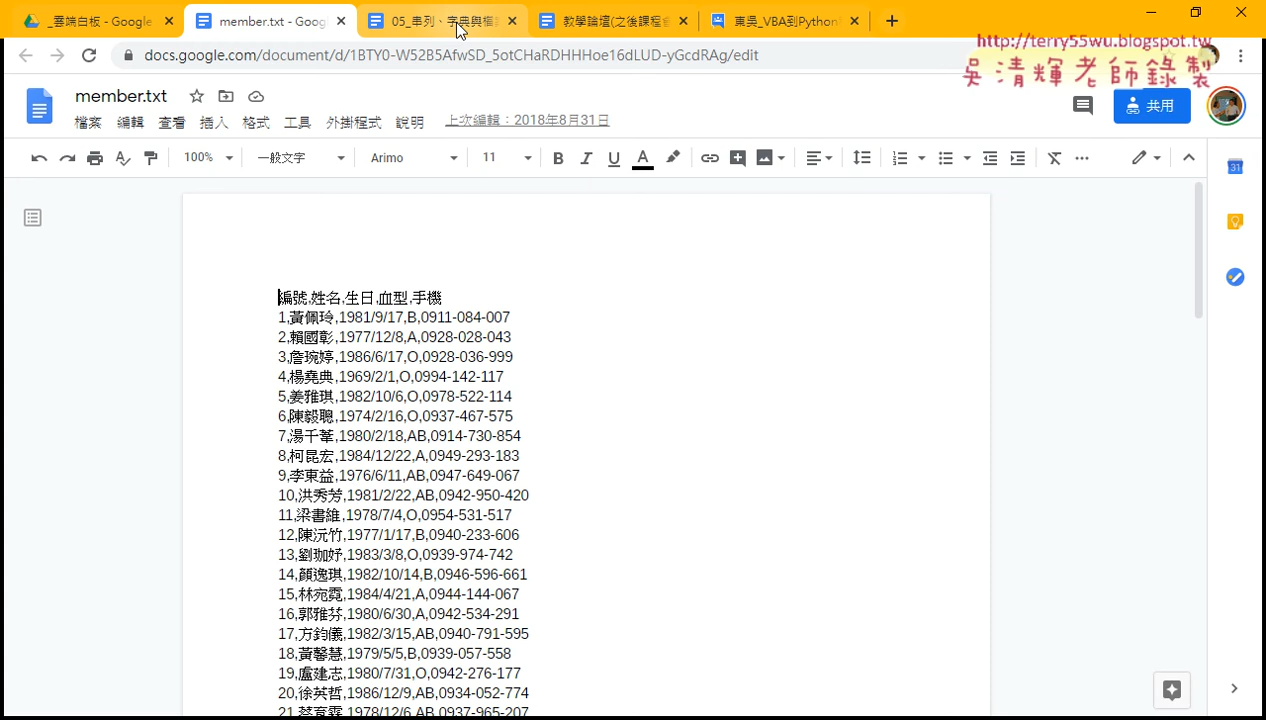 _雲端白板 - Google
member.txt - Goog
05_串列、字典與檔
教學論壇(之後課程會
東吳_VBA到Python
docs.google.com/document/d/1BTY0-W52B5AfwSD_5otCHaRDHHHoe16dLUD-yGcdRAg/edit
http://terry55wu.blogspot.tw
吳清輝老師錄製
member.txt
檔案 編輯 查看 插入 格式 工具 外掛程式 說明 上次編輯：2018年8月31日
共用
100% 一般文字 Arimo 11 B I U A
編號,姓名,生日,血型,手機
1,黃佩玲,1981/9/17,B,0911-084-007
2,賴國彰,1977/12/8,A,0928-028-043
3,詹琬婷,1986/6/17,O,0928-036-999
4,楊堯典,1969/2/1,O,0994-142-117
5,姜雅琪,1982/10/6,O,0978-522-114
6,陳毅聰,1974/2/16,O,0937-467-575
7,湯千葦,1980/2/18,AB,0914-730-854
8,柯昆宏,1984/12/22,A,0949-293-183
9,李東益,1976/6/11,AB,0947-649-067
10,洪秀芳,1981/2/22,AB,0942-950-420
11,梁書維,1978/7/4,O,0954-531-517
12,陳沅竹,1977/1/17,B,0940-233-606
13,劉珈妤,1983/3/8,O,0939-974-742
14,顏逸琪,1982/10/14,B,0946-596-661
15,林宛霓,1984/4/21,A,0944-144-067
16,郭雅芬,1980/6/30,A,0942-534-291
17,方鈞儀,1982/3/15,AB,0940-791-595
18,黃馨慧,1979/5/5,B,0939-057-558
19,盧建志,1980/7/31,O,0942-276-177
20,徐英哲,1986/12/9,AB,0934-052-774
21,蔡育霖,1978/12/6,AB,0937-965-207
31